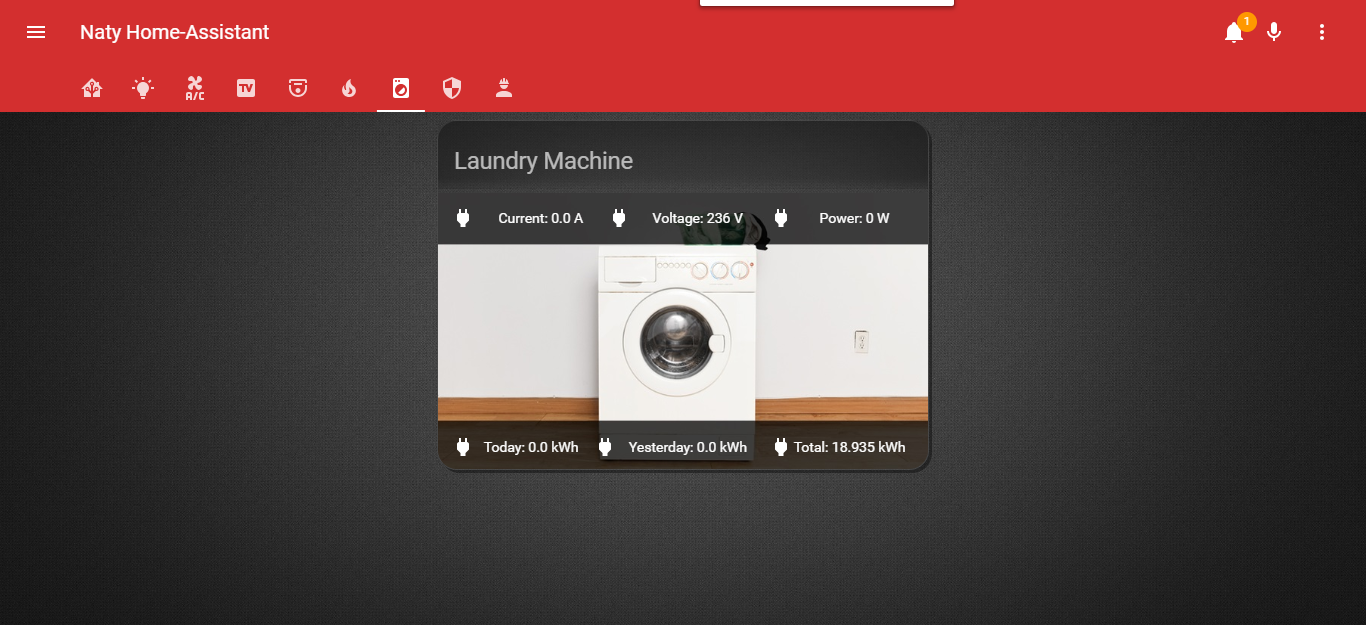 Naty Home-Assistant
1
A/C
TV
Laundry Machine
Current: 0.0 A
Voltage: 236 V
Power: 0 W
Today: 0.0 kWh
Yesterday: 0.0 kWh
Total: 18.935 kWh